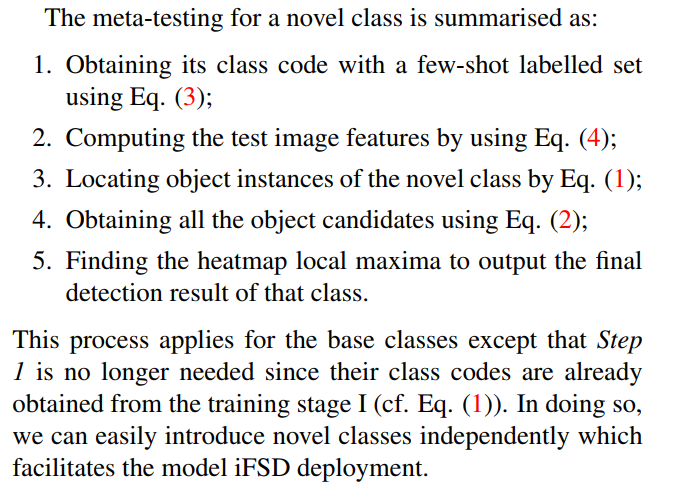 The meta-testing for a novel class is summarised as:
1. Obtaining its class code with a few-shot labelled set
using Eq. (3);
2. Computing the test image features by using Eq. (4);
3. Locating object instances of the novel class by Eq. (1);
4. Obtaining all the object candidates using Eq. (2);
5. Finding the heatmap local maxima to output the final
detection result of that class.
This process applies for the base classes except that Step
1 is no longer needed since their class codes are already
obtained from the training stage I (cf. Eq. (1)). In doing so,
we can easily introduce novel classes independently which
facilitates the model iFSD deployment.